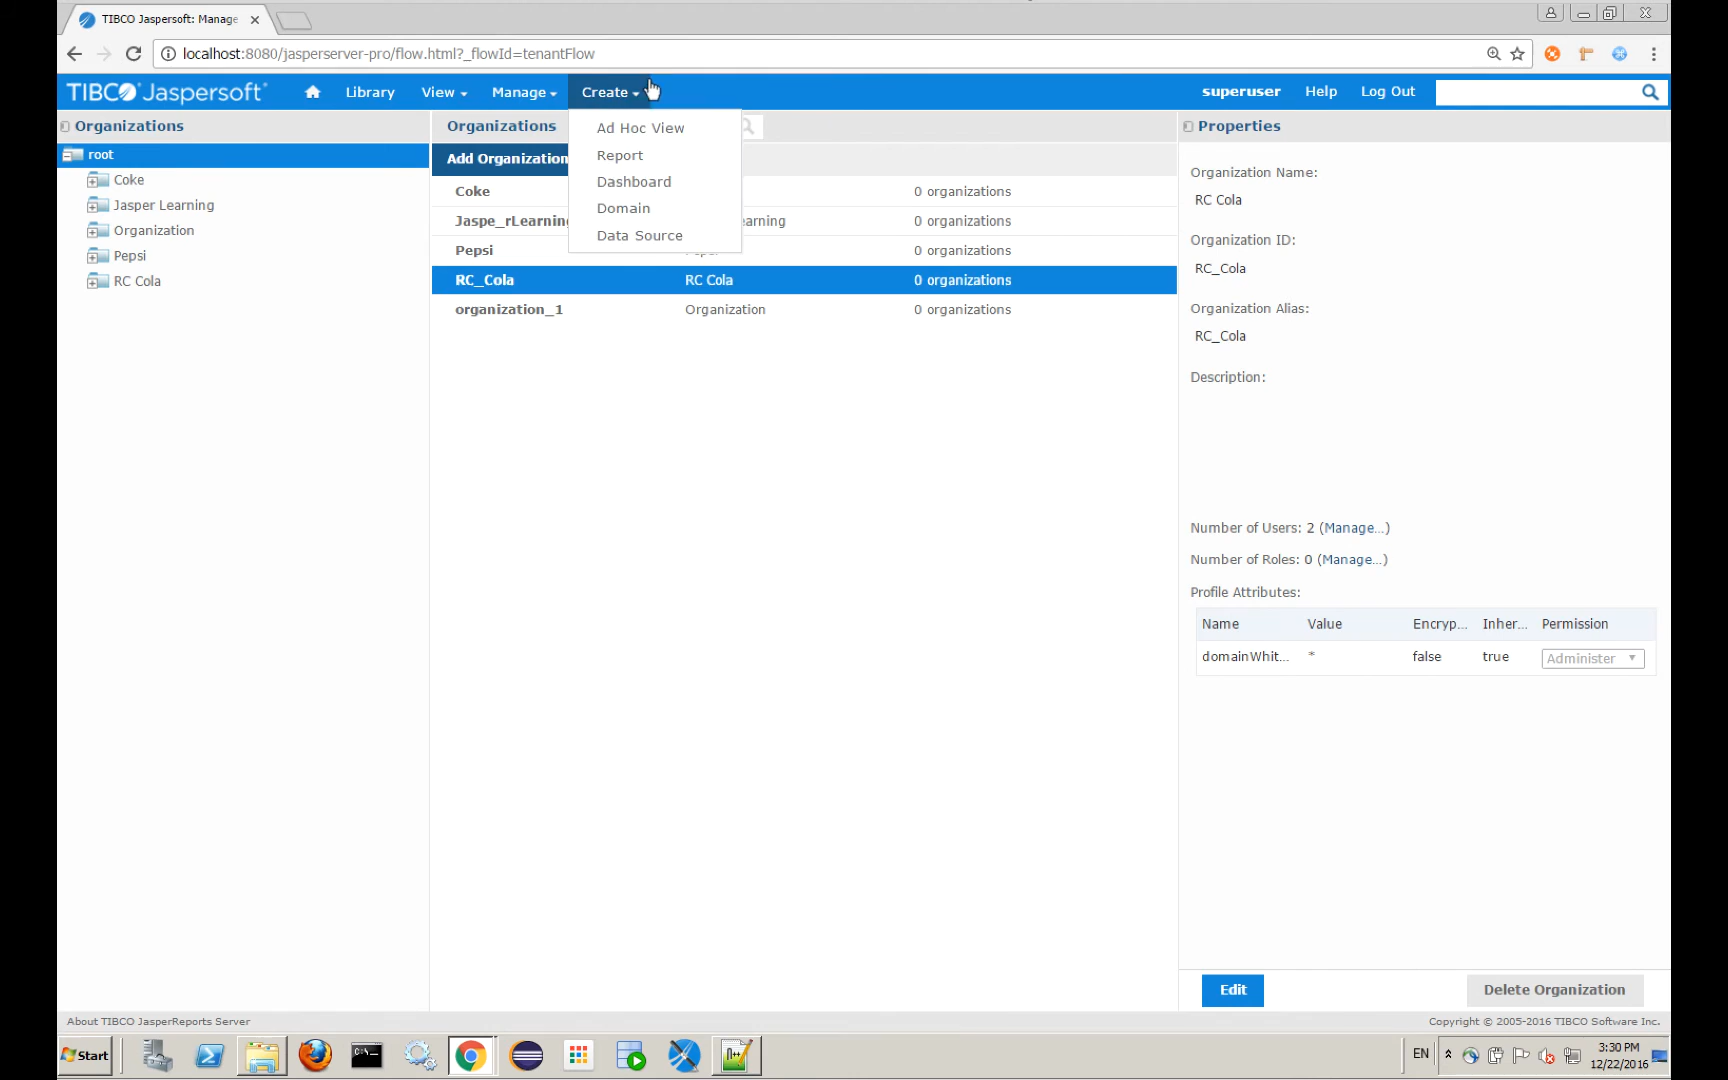 TIBCO Jaspersoft: Manage
localhost:8080/jasperserver-pro/flow.html?_flowId=tenantFlow
TIBCO Jaspersoft Library View Manage Create superuser Help Log Out
Organizations
root
Coke
Jasper Learning
Organization
Pepsi
RC Cola
Organizations
Add Organization
Ad Hoc View
Report
Dashboard
Domain
Data Source
Coke 0 organizations
Jaspe_rLearning earning 0 organizations
Pepsi 0 organizations
RC_Cola RC Cola 0 organizations
organization_1 Organization 0 organizations
Properties
Organization Name:
RC Cola
Organization ID:
RC_Cola
Organization Alias:
RC_Cola
Description:
Number of Users: 2 (Manage...)
Number of Roles: 0 (Manage...)
Profile Attributes:
Name Value Encryp... Inher... Permission
domainWhit... * false true Administer
Edit Delete Organization
About TIBCO JasperReports Server Copyright © 2005-2016 TIBCO Software Inc.
Start EN 3:30 PM
12/22/2016